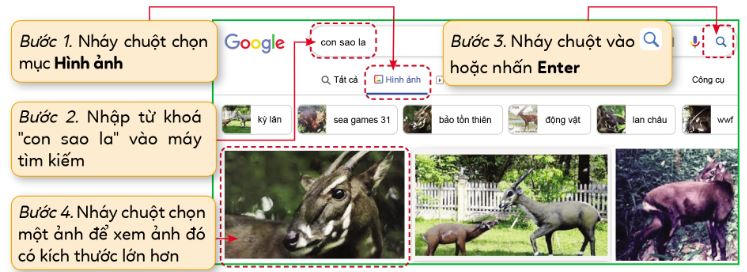 Bước 1. Nháy chuột chọn
mục Hình ảnh
Google
con sao la
Bước 3. Nháy chuột vào
hoặc nhấn Enter
Tất cả
Hình ảnh
Công cụ
Bước 2. Nhập từ khoá
"con sao la" vào máy
tìm kiếm
kỳ lân
sea games 31
bảo tồn thiên
động vật
lan châu
wwf
Bước 4. Nháy chuột chọn
một ảnh để xem ảnh đó
có kích thước lớn hơn